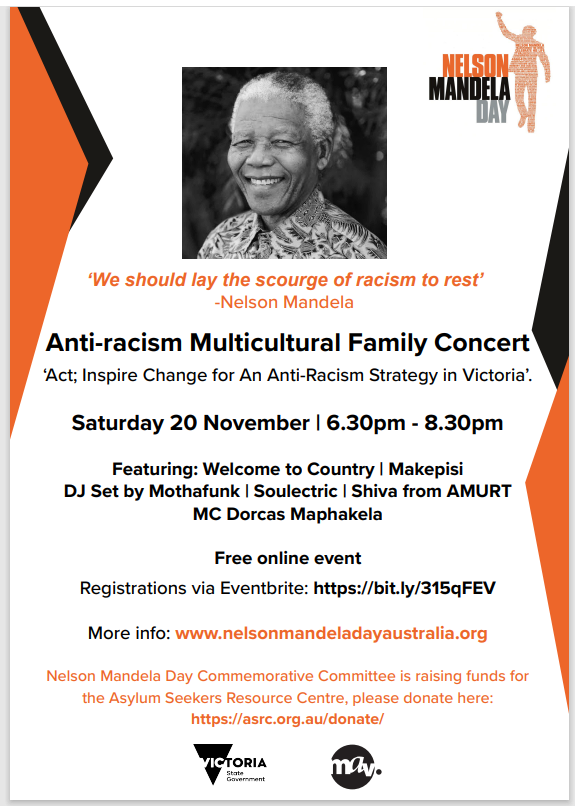 NELSON
MANDELA
DAY
‘We should lay the scourge of racism to rest’
-Nelson Mandela
Anti-racism Multicultural Family Concert
‘Act; Inspire Change for An Anti-Racism Strategy in Victoria’.
Saturday 20 November | 6.30pm - 8.30pm
Featuring: Welcome to Country | Makepisi
DJ Set by Mothafunk | Soulectric | Shiva from AMURT
MC Dorcas Maphakela
Free online event
Registrations via Eventbrite: https://bit.ly/315qFEV
More info: www.nelsonmandeladayaustralia.org
Nelson Mandela Day Commemorative Committee is raising funds for
the Asylum Seekers Resource Centre, please donate here:
https://asrc.org.au/donate/
VICTORIA
State
Government
mav.